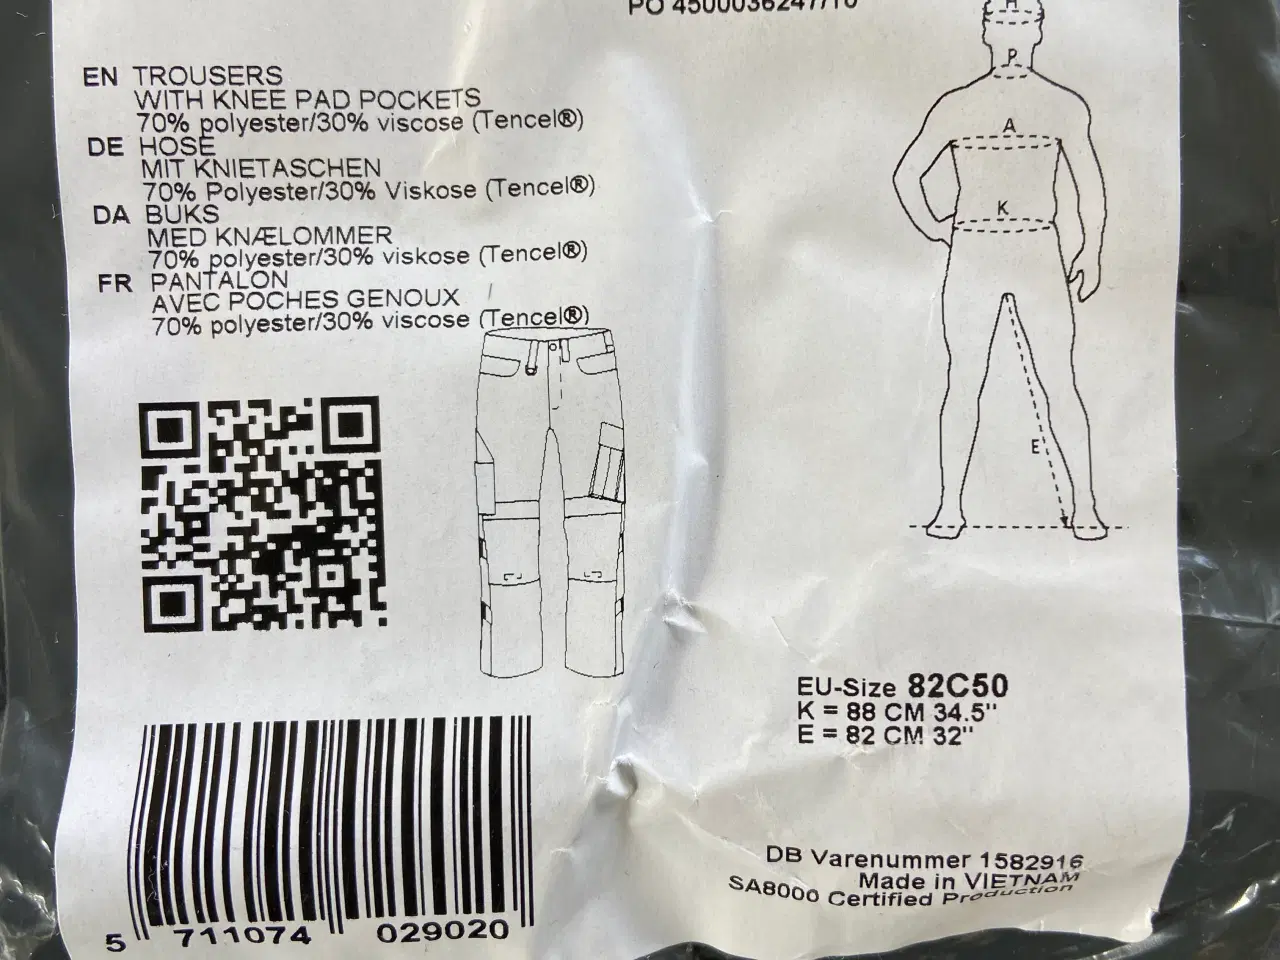 PO 4500036247/10
EN TROUSERS
WITH KNEE PAD POCKETS
70% polyester/30% viscose (Tencel®)
DE HOSE
MIT KNIETASCHEN
70% Polyester/30% Viskose (Tencel®)
DA BUKS
MED KNÆLOMMER
70% polyester/30% viskose (Tencel®)
FR PANTALON
AVEC POCHES GENOUX
70% polyester/30% viscose (Tencel®)
H
P
A
K
E
EU-Size 82C50
K = 88 CM 34.5"
E = 82 CM 32"
DB Varenummer 1582916
Made in VIETNAM
SA8000 Certified Production
5 711074 029020